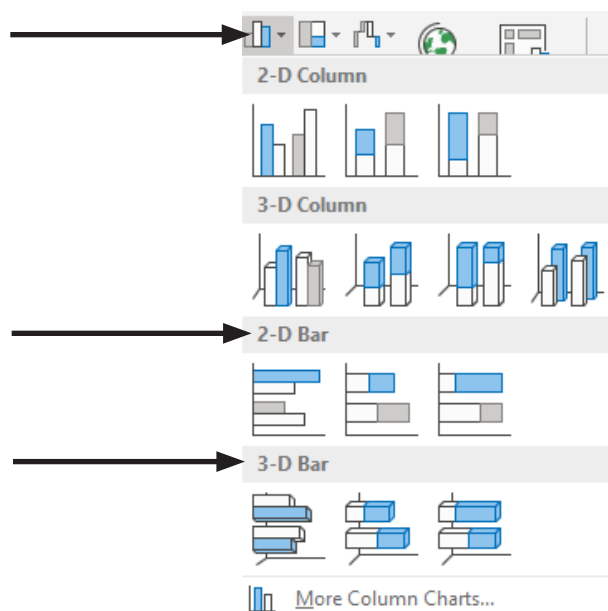 2-D Column
3-D Column
2-D Bar
3-D Bar
More Column Charts...